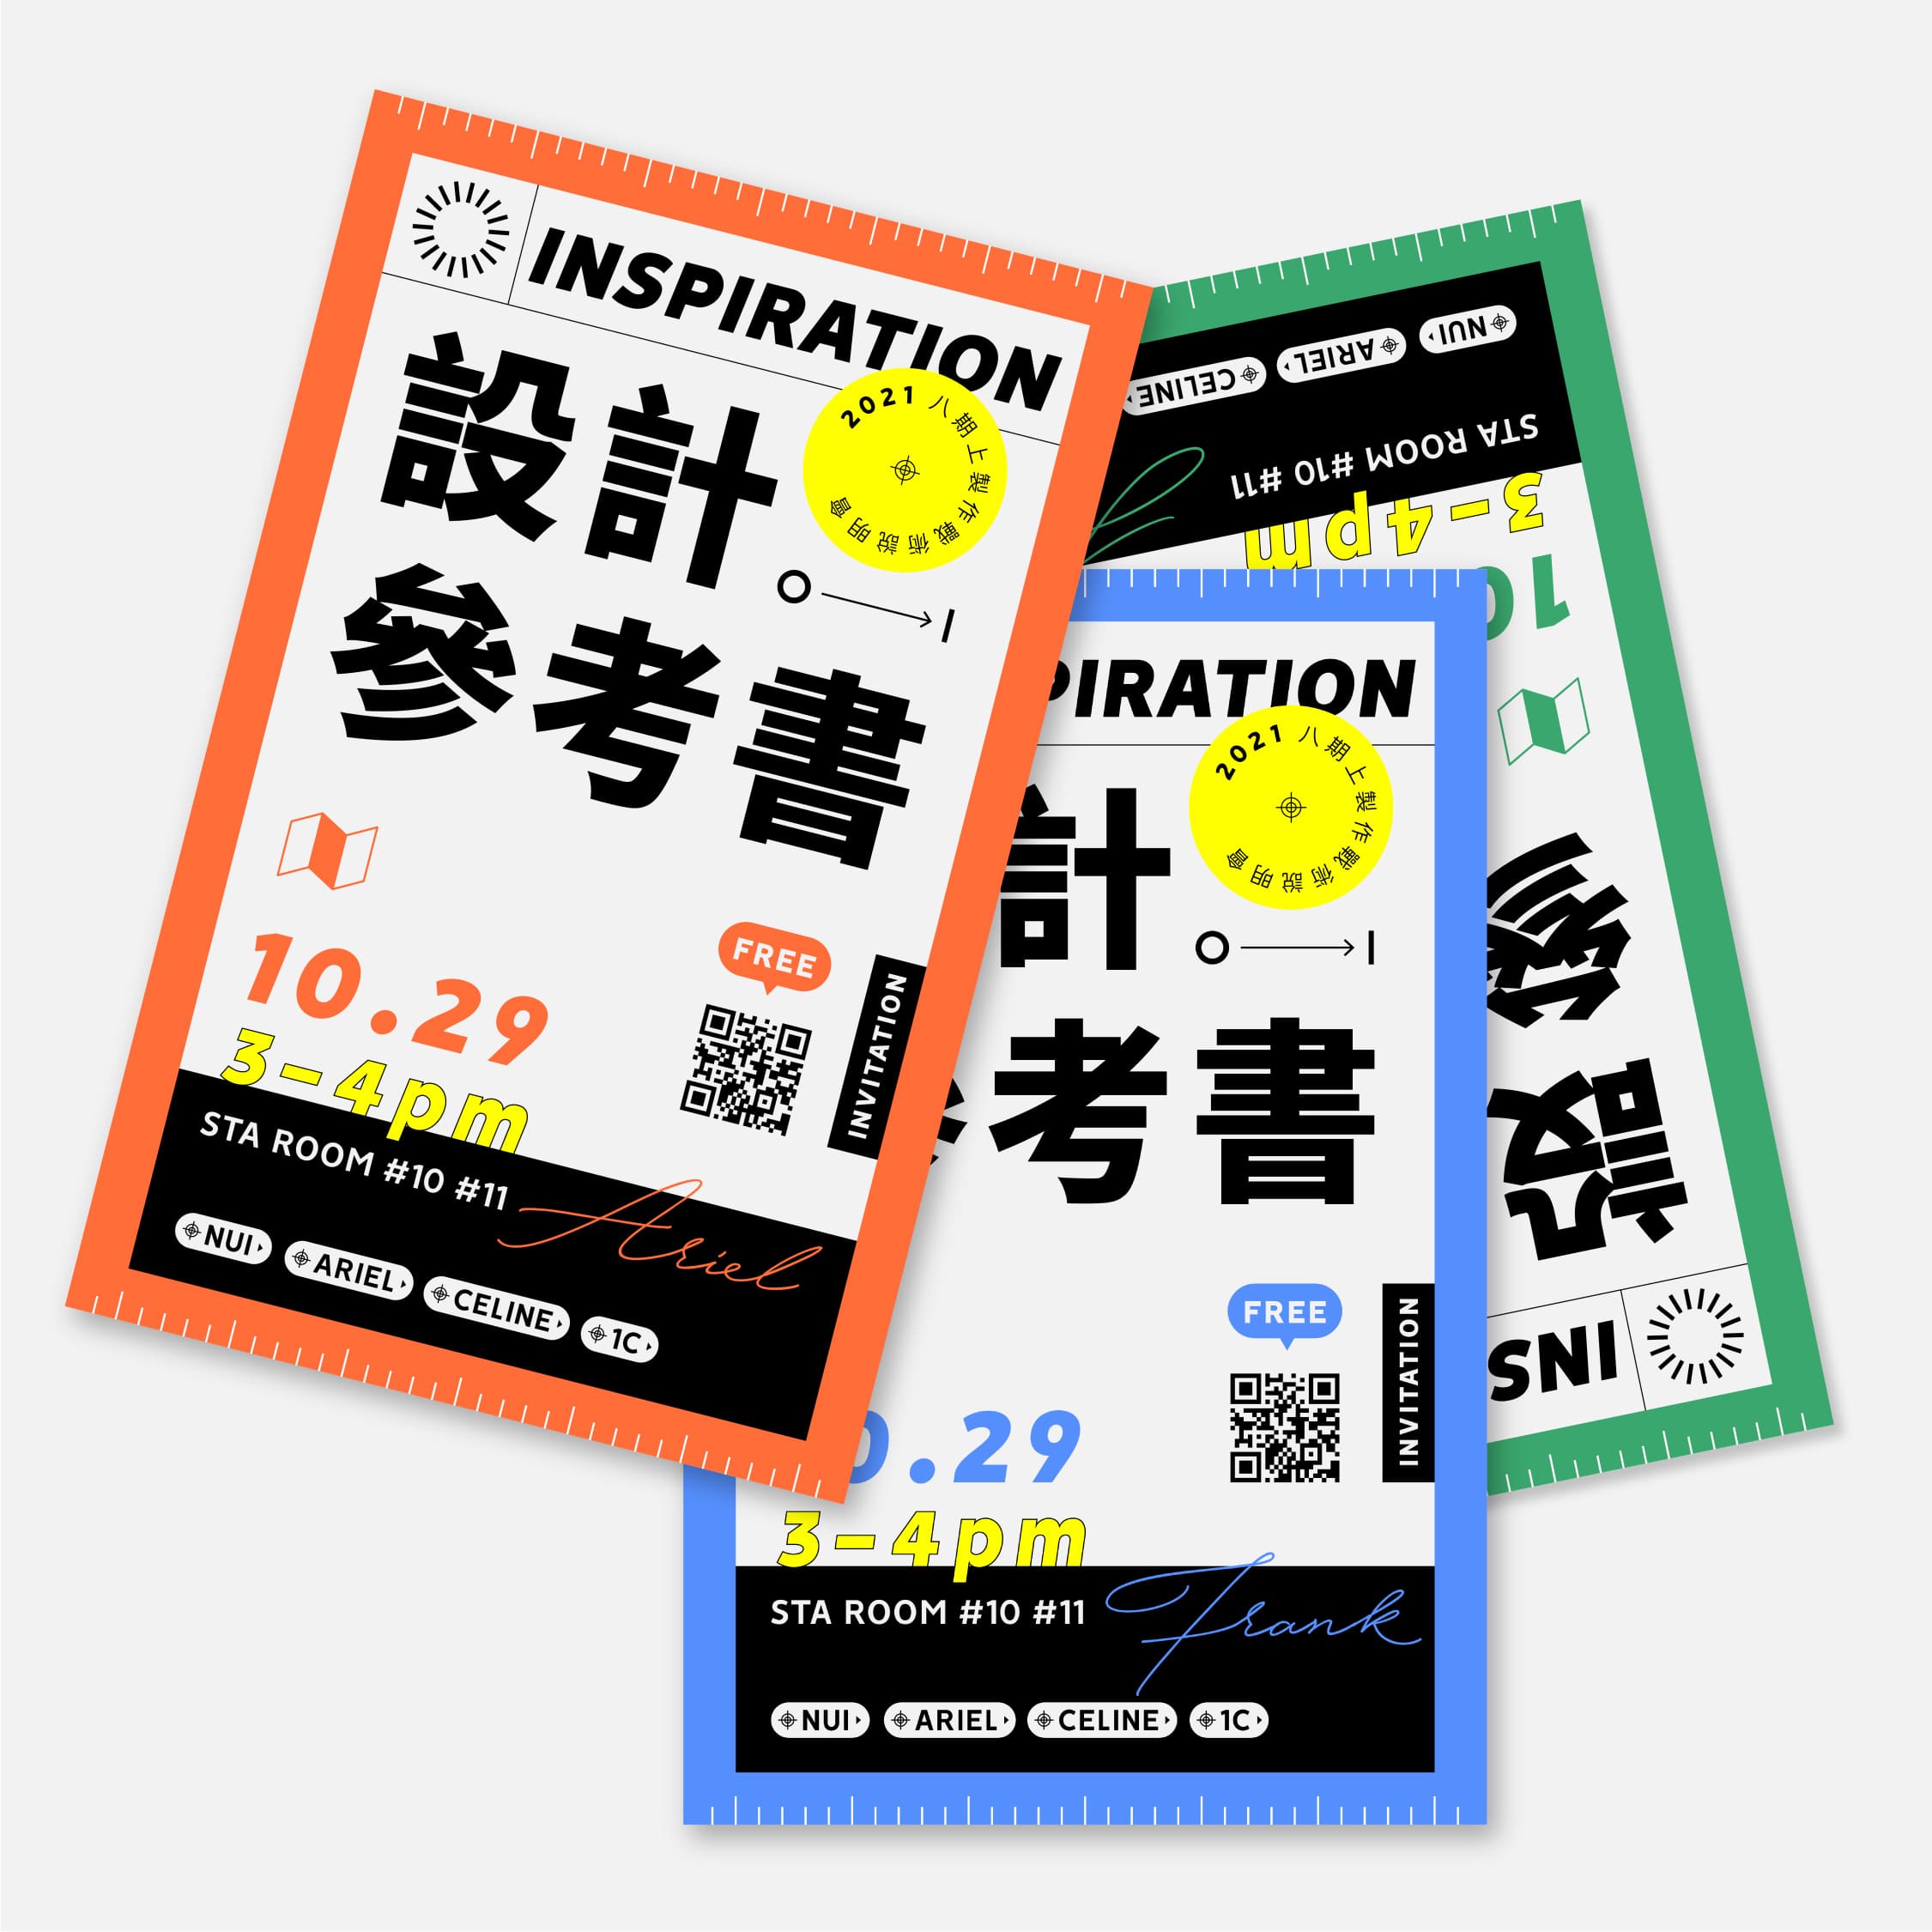 INSPIRATION
設計
參考書
2021 八期上製作戰術說明會
10.29
3-4pm
FREE
INVITATION
STA ROOM #10 #11
Ariel
NUI
ARIEL
CELINE
1C
PIRATION
2021 八期上製作戰術說明會
計
考書
0.29
3-4pm
FREE
INVITATION
STA ROOM #10 #11
Frank
NUI
ARIEL
CELINE
1C
INS
設
參
10
3-4pm
STA ROOM #10 #11
NUI
ARIEL
CELINE